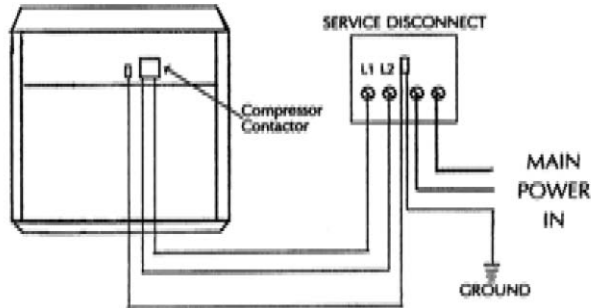 SERVICE DISCONNECT
L1 L2
Compressor
Contactor
MAIN
POWER
IN
GROUND